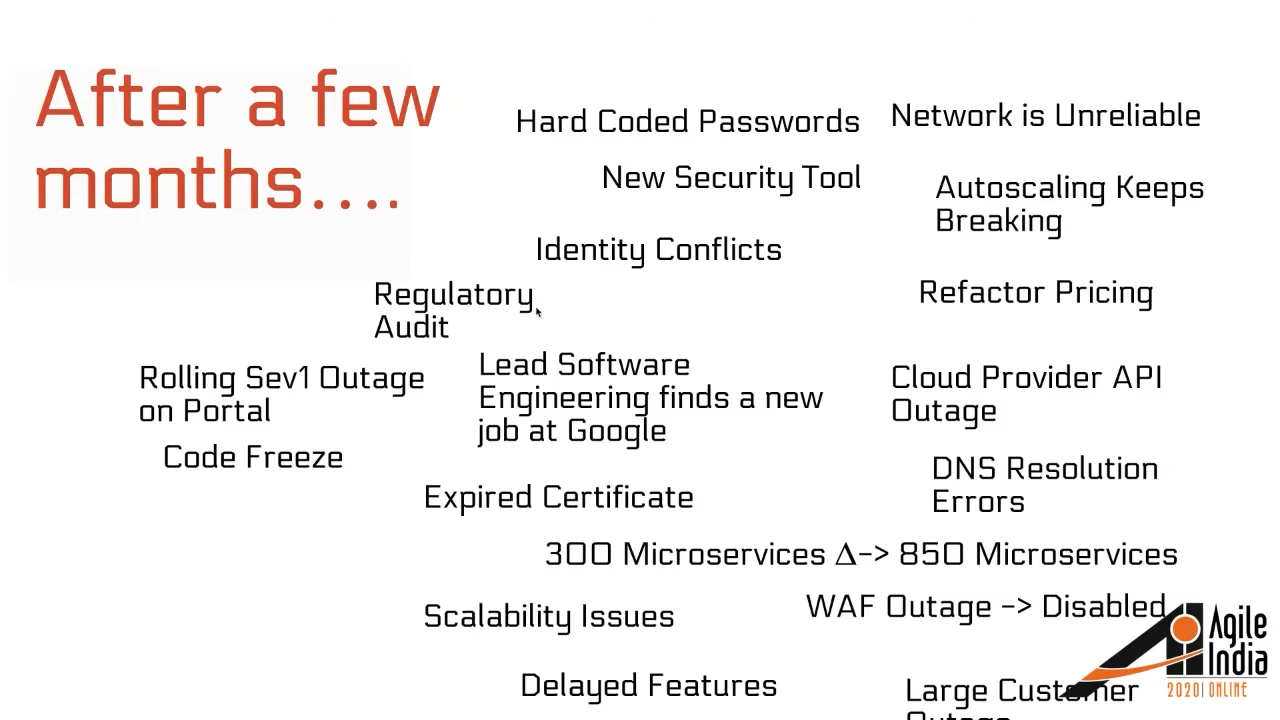 After a few
months....
Hard Coded Passwords
Network is Unreliable
New Security Tool
Autoscaling Keeps
Breaking
Identity Conflicts
Regulatory
Audit
Refactor Pricing
Rolling Sev1 Outage
on Portal
Lead Software
Engineering finds a new
job at Google
Cloud Provider API
Outage
Code Freeze
DNS Resolution
Errors
Expired Certificate
300 Microservices Δ-> 850 Microservices
WAF Outage -> Disabled
Scalability Issues
Delayed Features
Large Customer
Outage
Agile
India
2020 | ONLINE